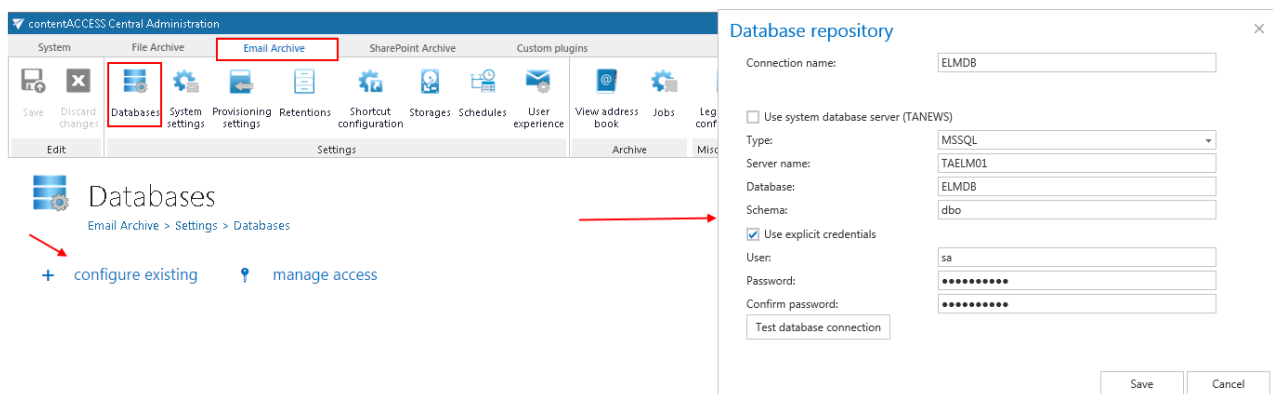 contentACCESS Central Administration
System
File Archive
Email Archive
SharePoint Archive
Custom plugins
Save
Discard
changes
Databases
System
settings
Provisioning
settings
Retentions
Shortcut
configuration
Storages
Schedules
User
experience
View address
book
Jobs
Leg
conf
Edit
Settings
Archive
Misc
Databases
Email Archive > Settings > Databases
+ configure existing
manage access
Database repository
Connection name:
ELMDB
Use system database server (TANEWS)
Type:
MSSQL
Server name:
TAELM01
Database:
ELMDB
Schema:
dbo
Use explicit credentials
User:
sa
Password:
●●●●●●●●●●
Confirm password:
●●●●●●●●●●
Test database connection
Save
Cancel